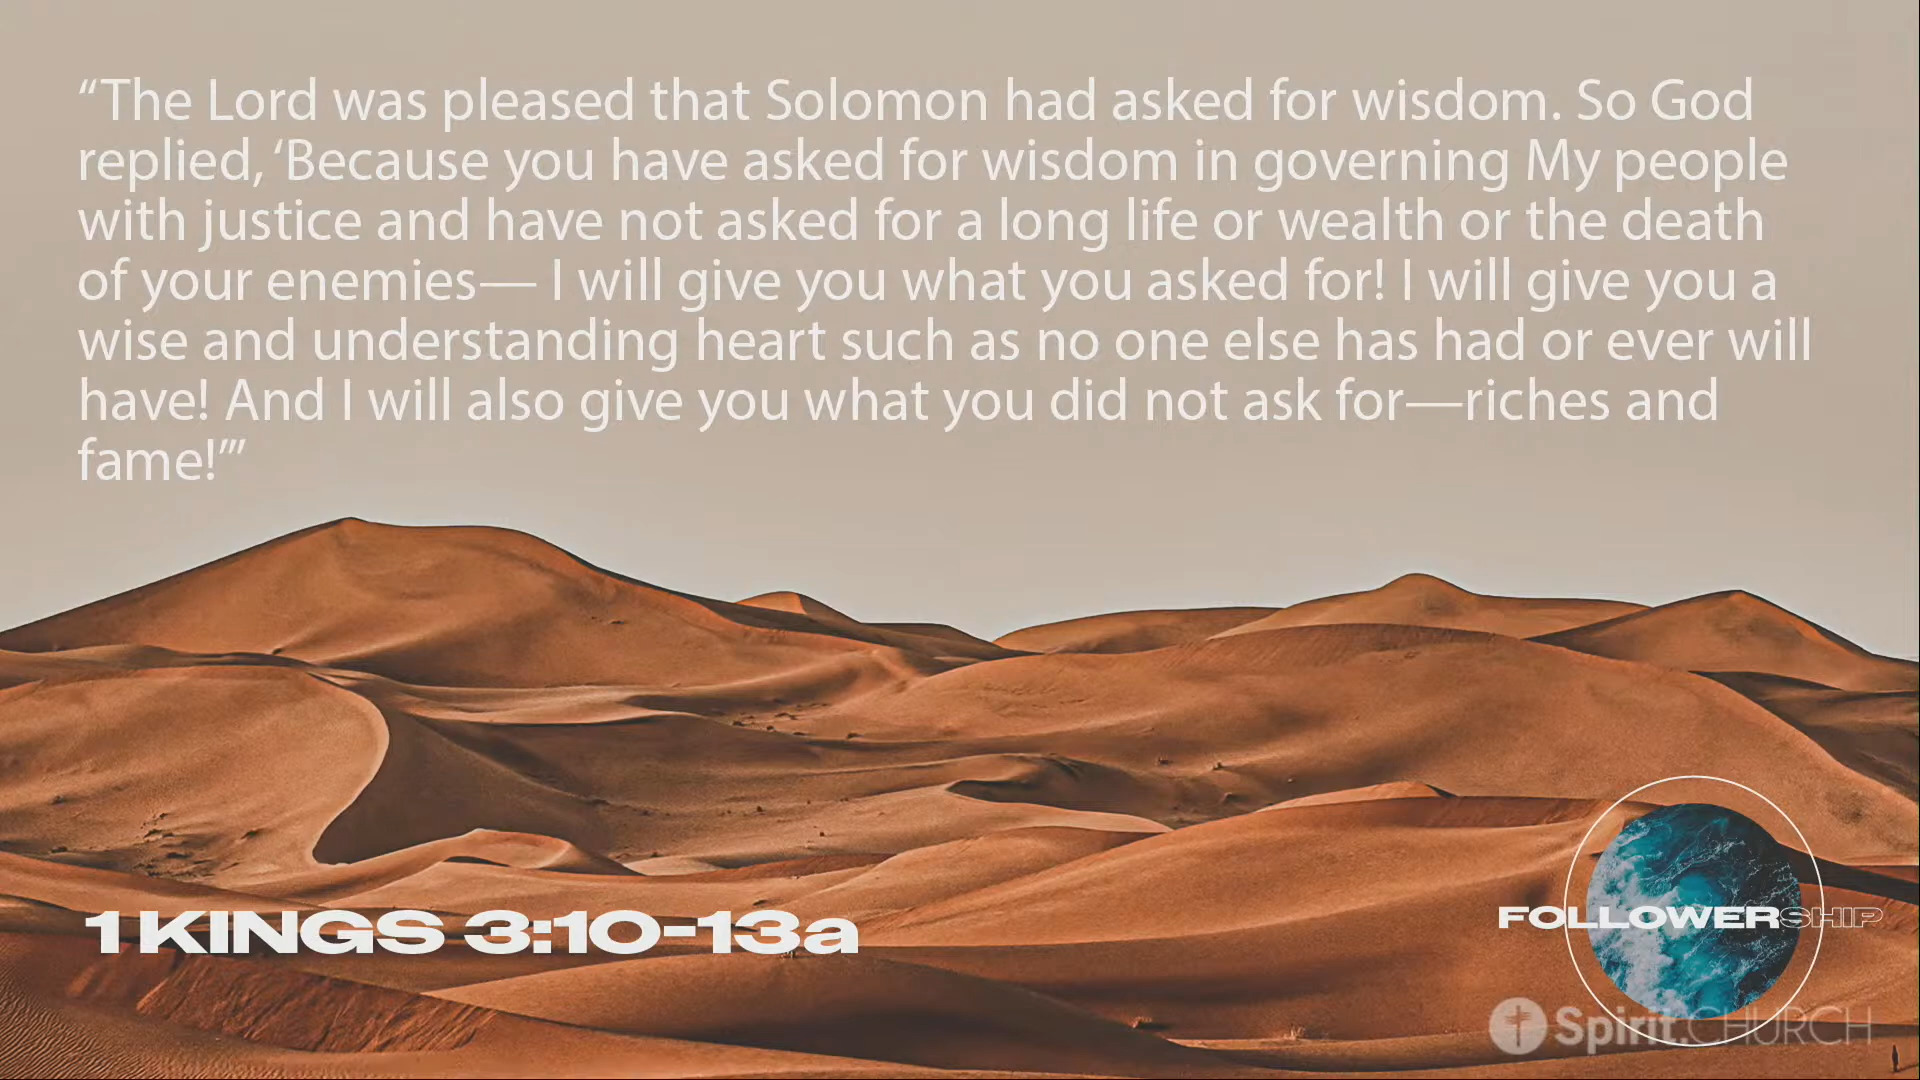 “The Lord was pleased that Solomon had asked for wisdom. So God
replied, ‘Because you have asked for wisdom in governing My people
with justice and have not asked for a long life or wealth or the death
of your enemies— I will give you what you asked for! I will give you a
wise and understanding heart such as no one else has had or ever will
have! And I will also give you what you did not ask for—riches and
fame!’”
1 KINGS 3:10-13a
FOLLOWERSHIP
Spirit.CHURCH